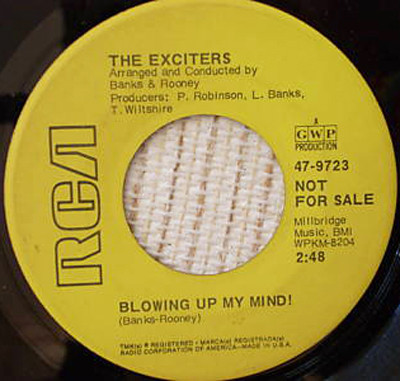 THE EXCITERS
Arranged and Conducted by
Banks & Rooney
Producers: P. Robinson, L. Banks,
T. Wiltshire
A
GWP
PRODUCTION
47-9723
NOT
FOR SALE
Millbridge
Music, BMI
WPKM-8204
2:48
RCA
BLOWING UP MY MIND!
(Banks-Rooney)
TMK(s) ® REGISTERED • MARCA(s) REGISTRADA(s)
RADIO CORPORATION OF AMERICA—MADE IN U.S.A.